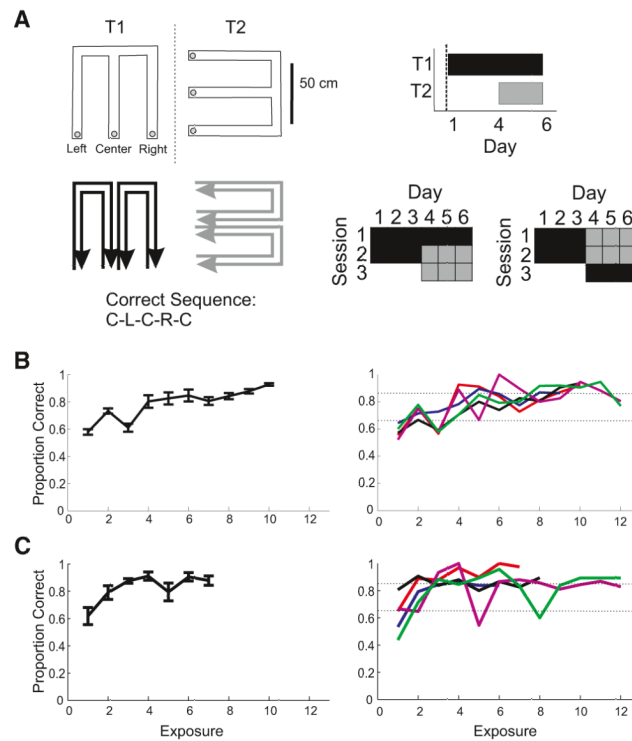 A
T1
T2
50 cm
Left
Center
Right
T1
T2
1
4
6
Day
Day
1 2 3 4 5 6
Session
1
2
3
Day
1 2 3 4 5 6
Session
1
2
3
Correct Sequence:
C-L-C-R-C
B
Proportion Correct
1
0.8
0.6
0.4
0.2
0
0 2 4 6 8 10 12
1
0.8
0.6
0.4
0.2
0
0 2 4 6 8 10 12
C
Proportion Correct
1
0.8
0.6
0.4
0.2
0
0 2 4 6 8 10 12
Exposure
1
0.8
0.6
0.4
0.2
0
0 2 4 6 8 10 12
Exposure